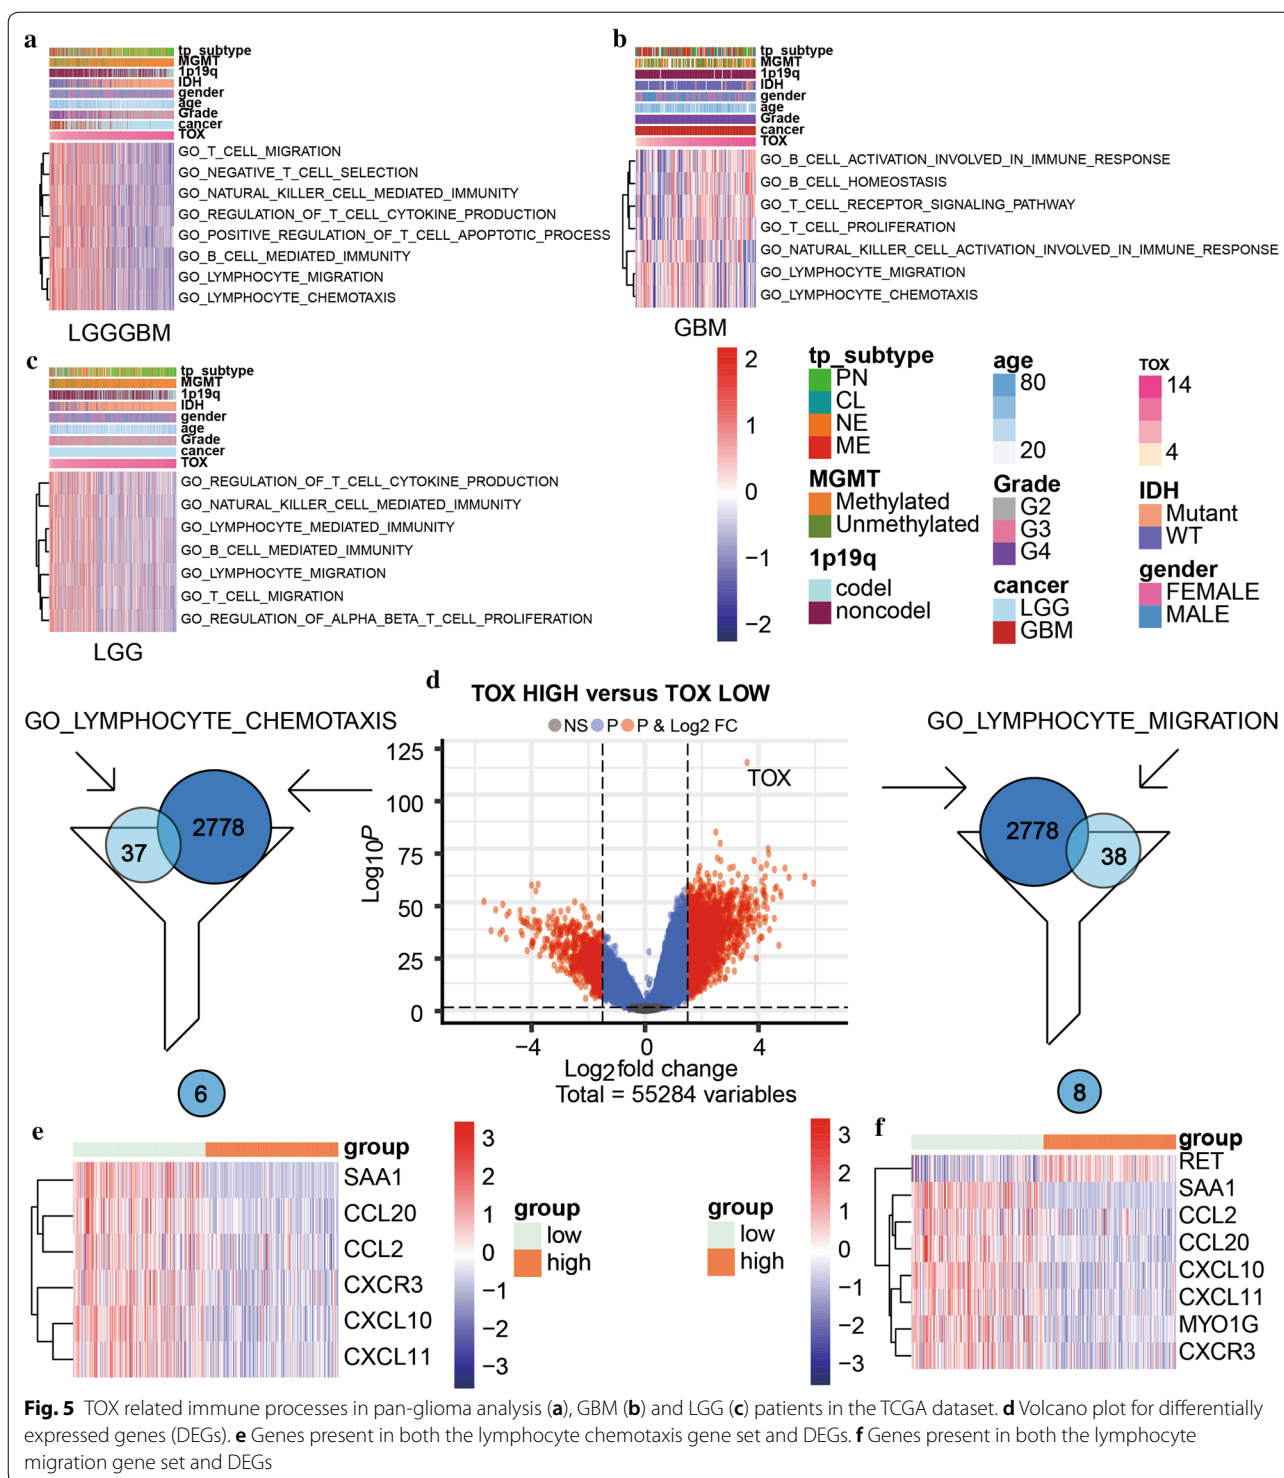 a
tp_subtype
MGMT
1p19q
IDH
gender
age
Grade
cancer
TOX
GO_T_CELL_MIGRATION
GO_NEGATIVE_T_CELL_SELECTION
GO_NATURAL_KILLER_CELL_MEDIATED_IMMUNITY
GO_REGULATION_OF_T_CELL_CYTOKINE_PRODUCTION
GO_POSITIVE_REGULATION_OF_T_CELL_APOPTOTIC_PROCESS
GO_B_CELL_MEDIATED_IMMUNITY
GO_LYMPHOCYTE_MIGRATION
GO_LYMPHOCYTE_CHEMOTAXIS
LGGGBM
b
tp_subtype
MGMT
1p19q
IDH
gender
age
Grade
cancer
TOX
GO_B_CELL_ACTIVATION_INVOLVED_IN_IMMUNE_RESPONSE
GO_B_CELL_HOMEOSTASIS
GO_T_CELL_RECEPTOR_SIGNALING_PATHWAY
GO_T_CELL_PROLIFERATION
GO_NATURAL_KILLER_CELL_ACTIVATION_INVOLVED_IN_IMMUNE_RESPONSE
GO_LYMPHOCYTE_MIGRATION
GO_LYMPHOCYTE_CHEMOTAXIS
GBM
c
tp_subtype
MGMT
1p19q
IDH
gender
age
Grade
cancer
TOX
GO_REGULATION_OF_T_CELL_CYTOKINE_PRODUCTION
GO_NATURAL_KILLER_CELL_MEDIATED_IMMUNITY
GO_LYMPHOCYTE_MEDIATED_IMMUNITY
GO_B_CELL_MEDIATED_IMMUNITY
GO_LYMPHOCYTE_MIGRATION
GO_T_CELL_MIGRATION
GO_REGULATION_OF_ALPHA_BETA_T_CELL_PROLIFERATION
LGG
2
1
0
−1
−2
tp_subtype
PN
CL
NE
ME
MGMT
Methylated
Unmethylated
1p19q
codel
noncodel
age
80
20
Grade
G2
G3
G4
cancer
LGG
GBM
TOX
14
4
IDH
Mutant
WT
gender
FEMALE
MALE
GO_LYMPHOCYTE_CHEMOTAXIS
37
2778
6
d
TOX HIGH versus TOX LOW
NS P P & Log2 FC
TOX
Log10P
125
100
75
50
25
0
−4 0 4
Log2fold change
Total = 55284 variables
GO_LYMPHOCYTE_MIGRATION
2778
38
8
e
group
SAA1
CCL20
CCL2
CXCR3
CXCL10
CXCL11
3
2
1
0
−1
−2
−3
group
low
high
group
low
high
3
2
1
0
−1
−2
−3
f
group
RET
SAA1
CCL2
CCL20
CXCL10
CXCL11
MYO1G
CXCR3
Fig. 5 TOX related immune processes in pan-glioma analysis (a), GBM (b) and LGG (c) patients in the TCGA dataset. d Volcano plot for differentially
expressed genes (DEGs). e Genes present in both the lymphocyte chemotaxis gene set and DEGs. f Genes present in both the lymphocyte
migration gene set and DEGs